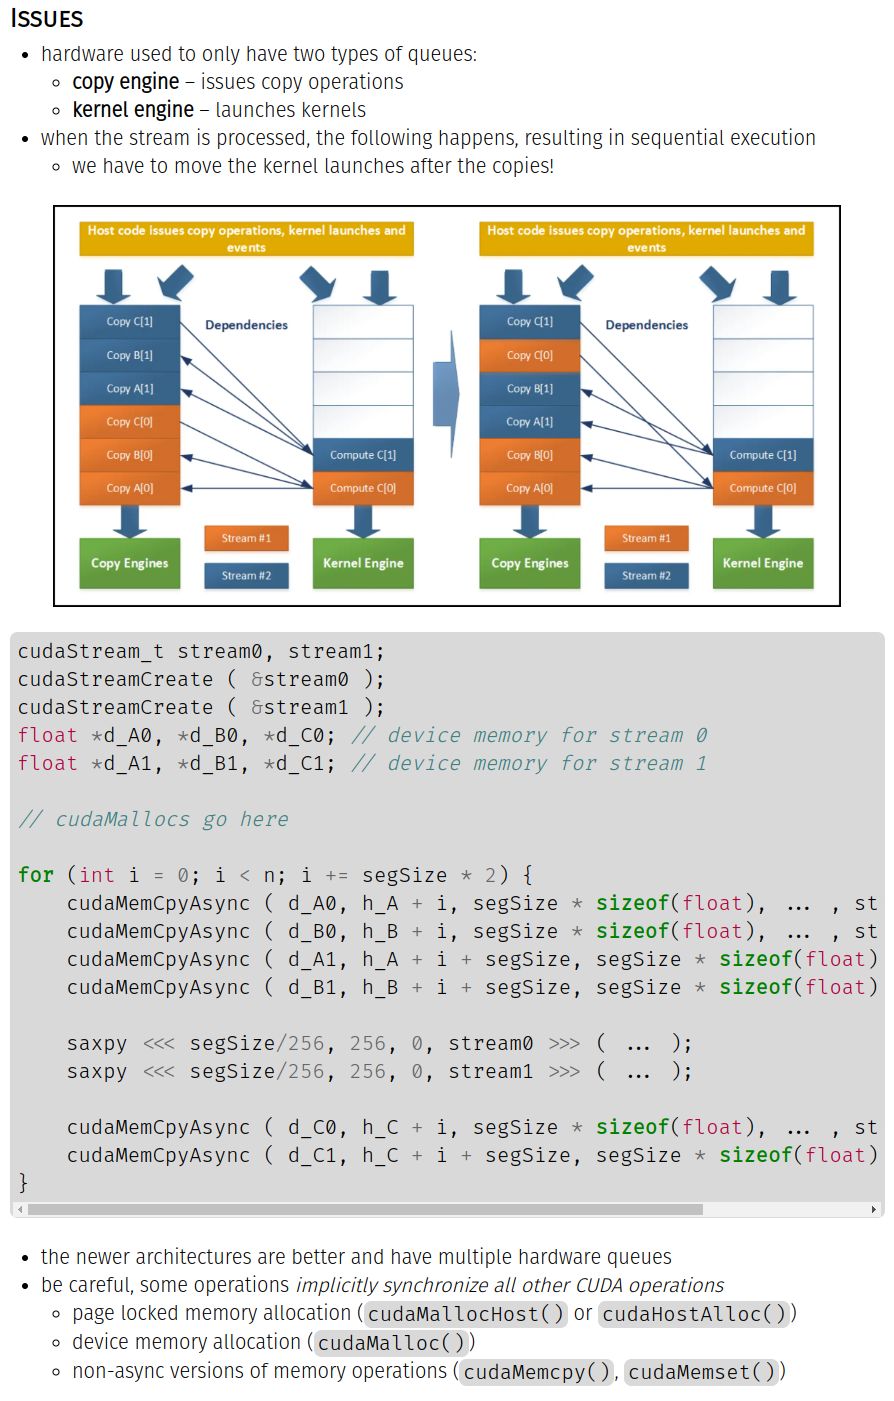 ISSUES
• hardware used to only have two types of queues:
◦ copy engine – issues copy operations
◦ kernel engine – launches kernels
• when the stream is processed, the following happens, resulting in sequential execution
◦ we have to move the kernel launches after the copies!
Host code issues copy operations, kernel launches and
events
Dependencies
Copy C[1]
Copy B[1]
Copy A[1]
Copy C[0]
Copy B[0]
Copy A[0]
Compute C[1]
Compute C[0]
Copy Engines
Stream #1
Stream #2
Kernel Engine
Host code issues copy operations, kernel launches and
events
Dependencies
Copy C[1]
Copy C[0]
Copy B[1]
Copy A[1]
Copy B[0]
Copy A[0]
Compute C[1]
Compute C[0]
Copy Engines
Stream #1
Stream #2
Kernel Engine
cudaStream_t stream0, stream1;
cudaStreamCreate ( &stream0 );
cudaStreamCreate ( &stream1 );
float *d_A0, *d_B0, *d_C0; // device memory for stream 0
float *d_A1, *d_B1, *d_C1; // device memory for stream 1
// cudaMallocs go here
for (int i = 0; i < n; i += segSize * 2) {
cudaMemCpyAsync ( d_A0, h_A + i, segSize * sizeof(float), ... , st
cudaMemCpyAsync ( d_B0, h_B + i, segSize * sizeof(float), ... , st
cudaMemCpyAsync ( d_A1, h_A + i + segSize, segSize * sizeof(float)
cudaMemCpyAsync ( d_B1, h_B + i + segSize, segSize * sizeof(float)
saxpy <<< segSize/256, 256, 0, stream0 >>> ( ... );
saxpy <<< segSize/256, 256, 0, stream1 >>> ( ... );
cudaMemCpyAsync ( d_C0, h_C + i, segSize * sizeof(float), ... , st
cudaMemCpyAsync ( d_C1, h_C + i + segSize, segSize * sizeof(float)
}
• the newer architectures are better and have multiple hardware queues
• be careful, some operations implicitly synchronize all other CUDA operations
◦ page locked memory allocation (cudaMallocHost() or cudaHostAlloc())
◦ device memory allocation (cudaMalloc())
◦ non-async versions of memory operations (cudaMemcpy(), cudaMemset())